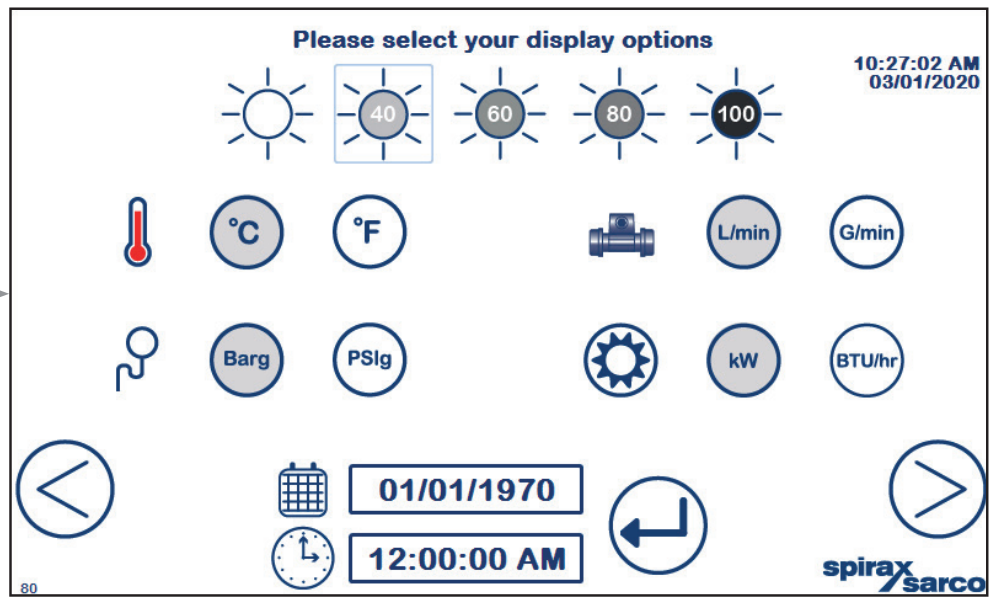 Please select your display options
10:27:02 AM
03/01/2020
40 60 80 100
°C °F L/min G/min
Barg PSIg kW BTU/hr
01/01/1970
12:00:00 AM
80
spirax
sarco